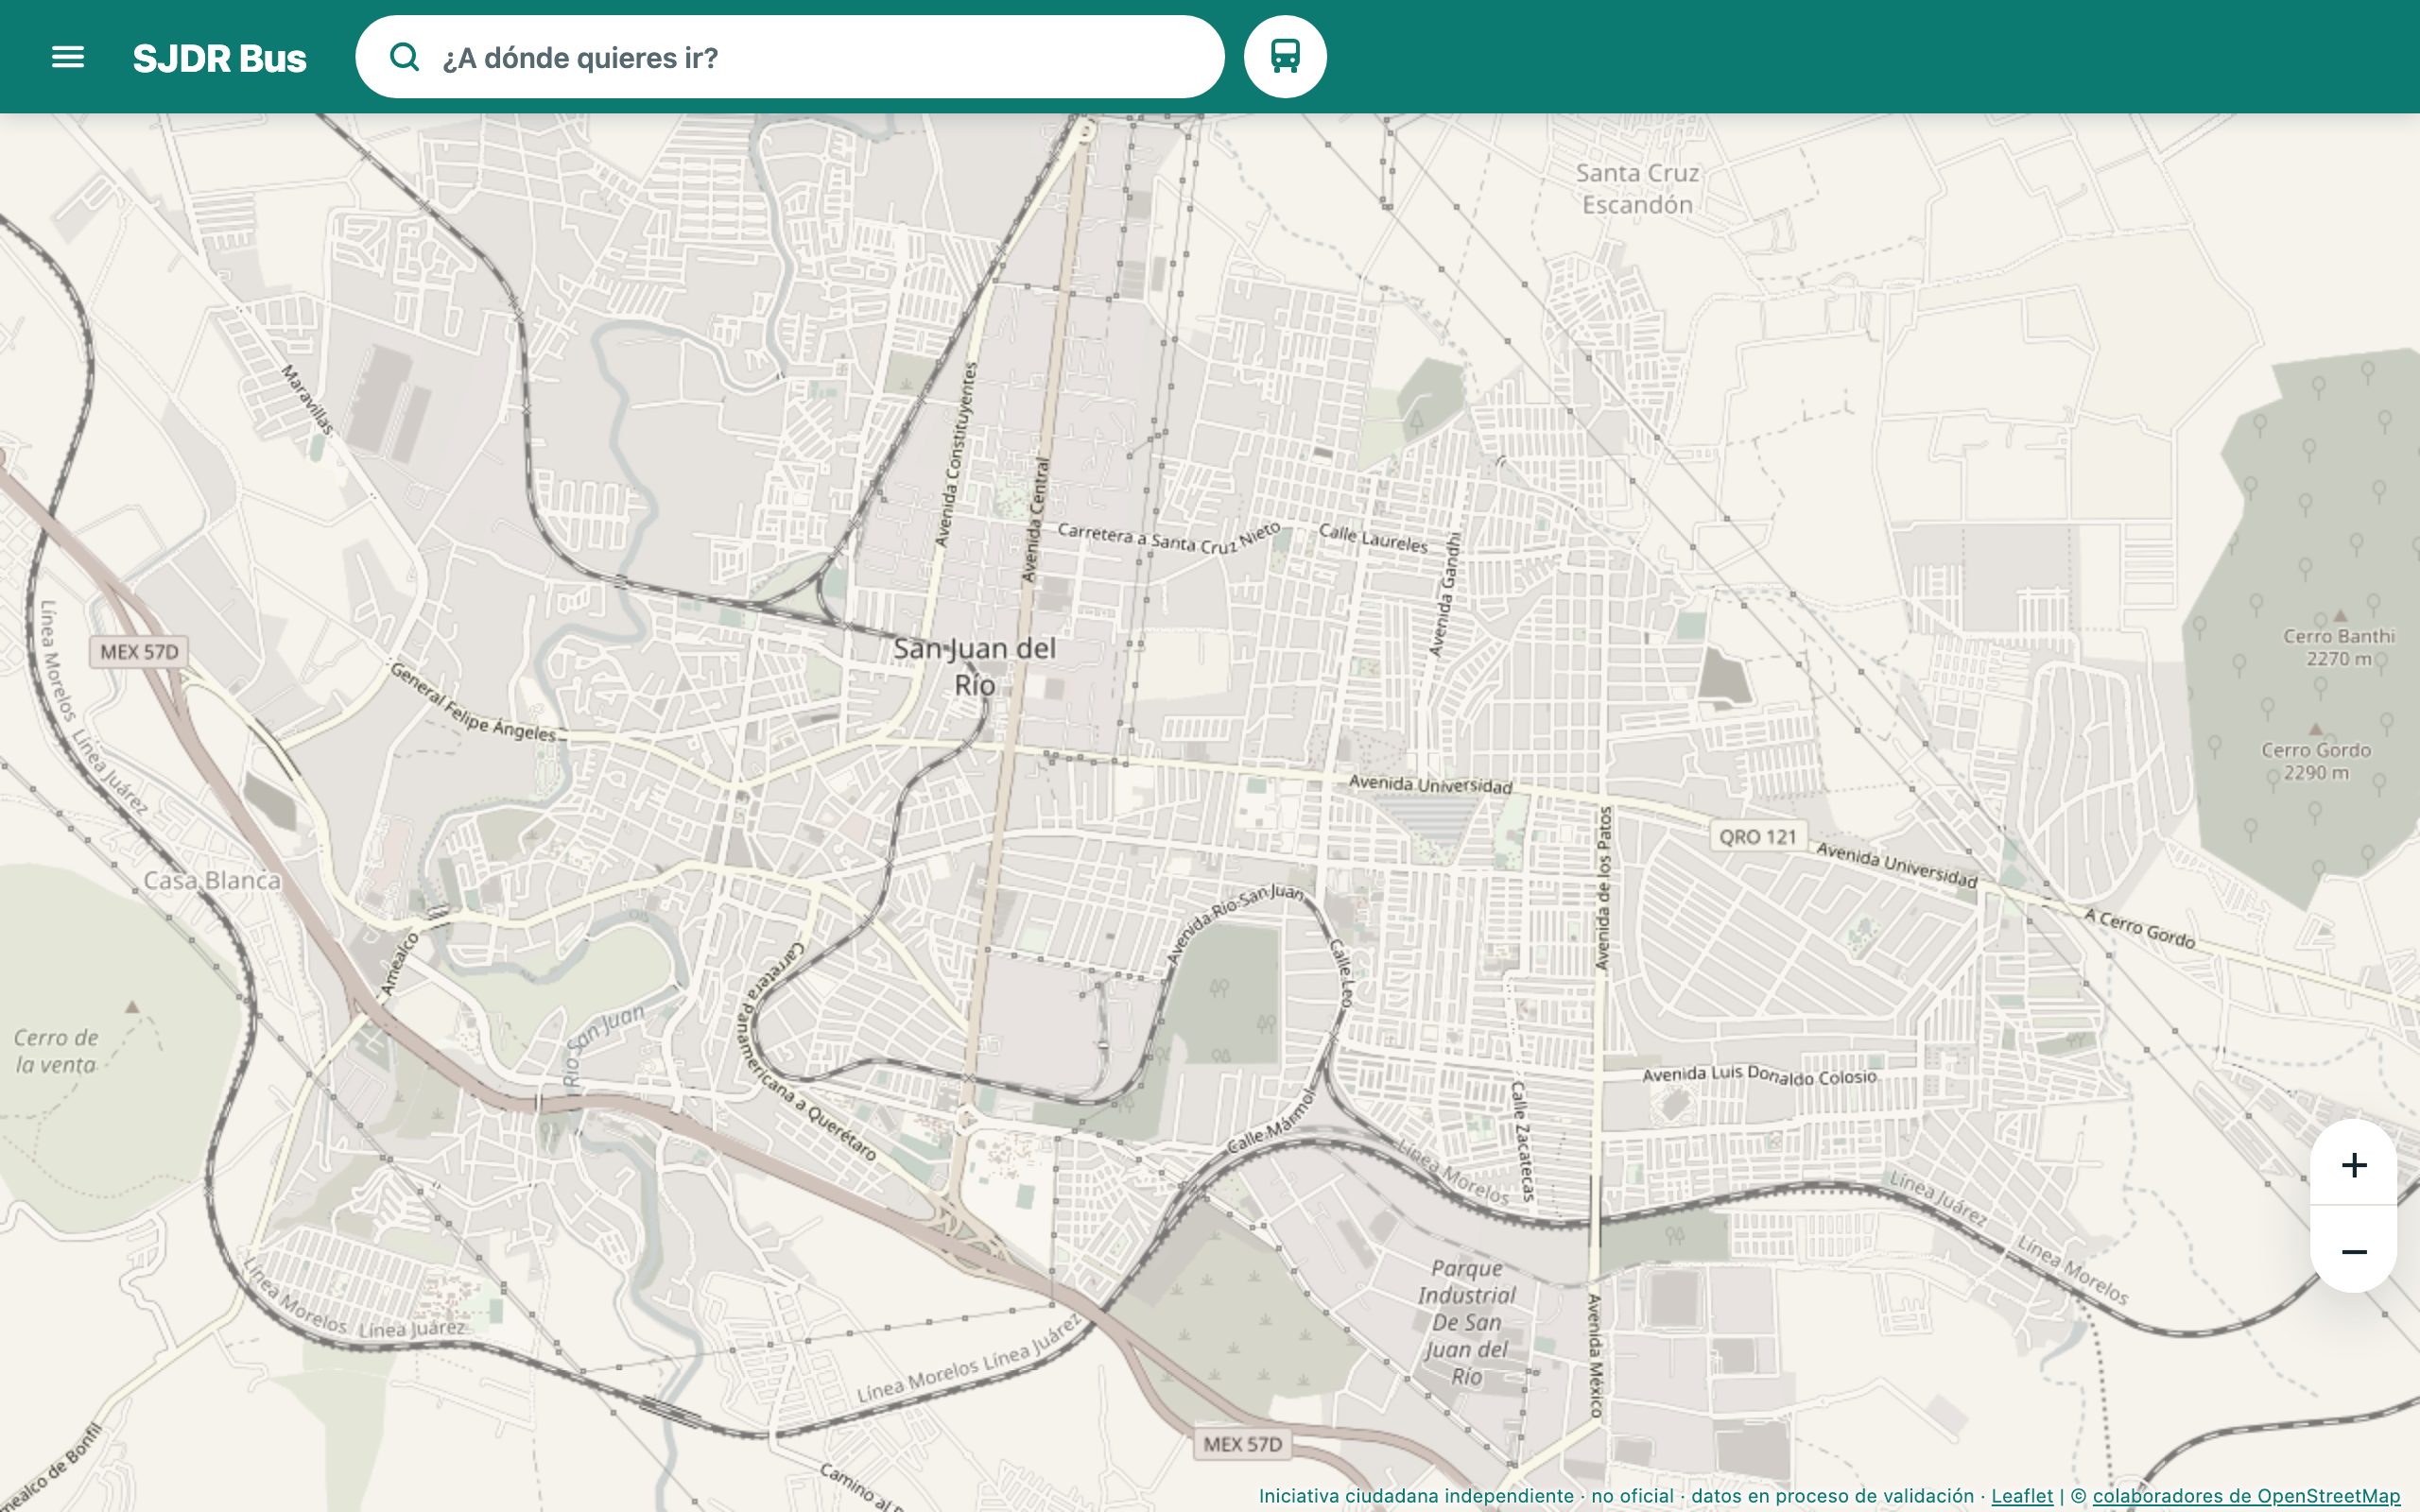 SJDR Bus
¿A dónde quieres ir?
Santa Cruz
Escandón
Maravillas
Avenida Constituyentes
Avenida Central
Carretera a Santa Cruz Nieto
Calle Laureles
Avenida Gandhi
Línea Morelos
Línea Juárez
MEX 57D
San Juan del
Río
General Felipe Ángeles
Cerro Banthi
2270 m
Cerro Gordo
2290 m
Avenida Universidad
QRO 121
Avenida Universidad
Avenida de los Patos
Casa Blanca
A Cerro Gordo
Avenida Río San Juan
Calle Leo
Amealco
Carretera Panamericana a Querétaro
Río San Juan
Cerro de
la venta
Avenida Luis Donaldo Colosio
Calle Mármol
Calle Zacatecas
Línea Morelos
Línea Juárez
Línea Morelos
+
−
Parque
Industrial
De San
Juan del
Río
Avenida México
Línea Morelos
Línea Juárez
Línea Morelos Línea Juárez
MEX 57D
mealco de Bonfil
Camino al
Iniciativa ciudadana independiente · no oficial · datos en proceso de validación · Leaflet | © colaboradores de OpenStreetMap